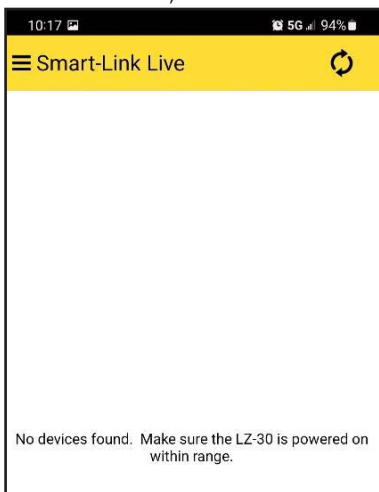 10:17 5G 94%
Smart-Link Live
No devices found. Make sure the LZ-30 is powered on
within range.